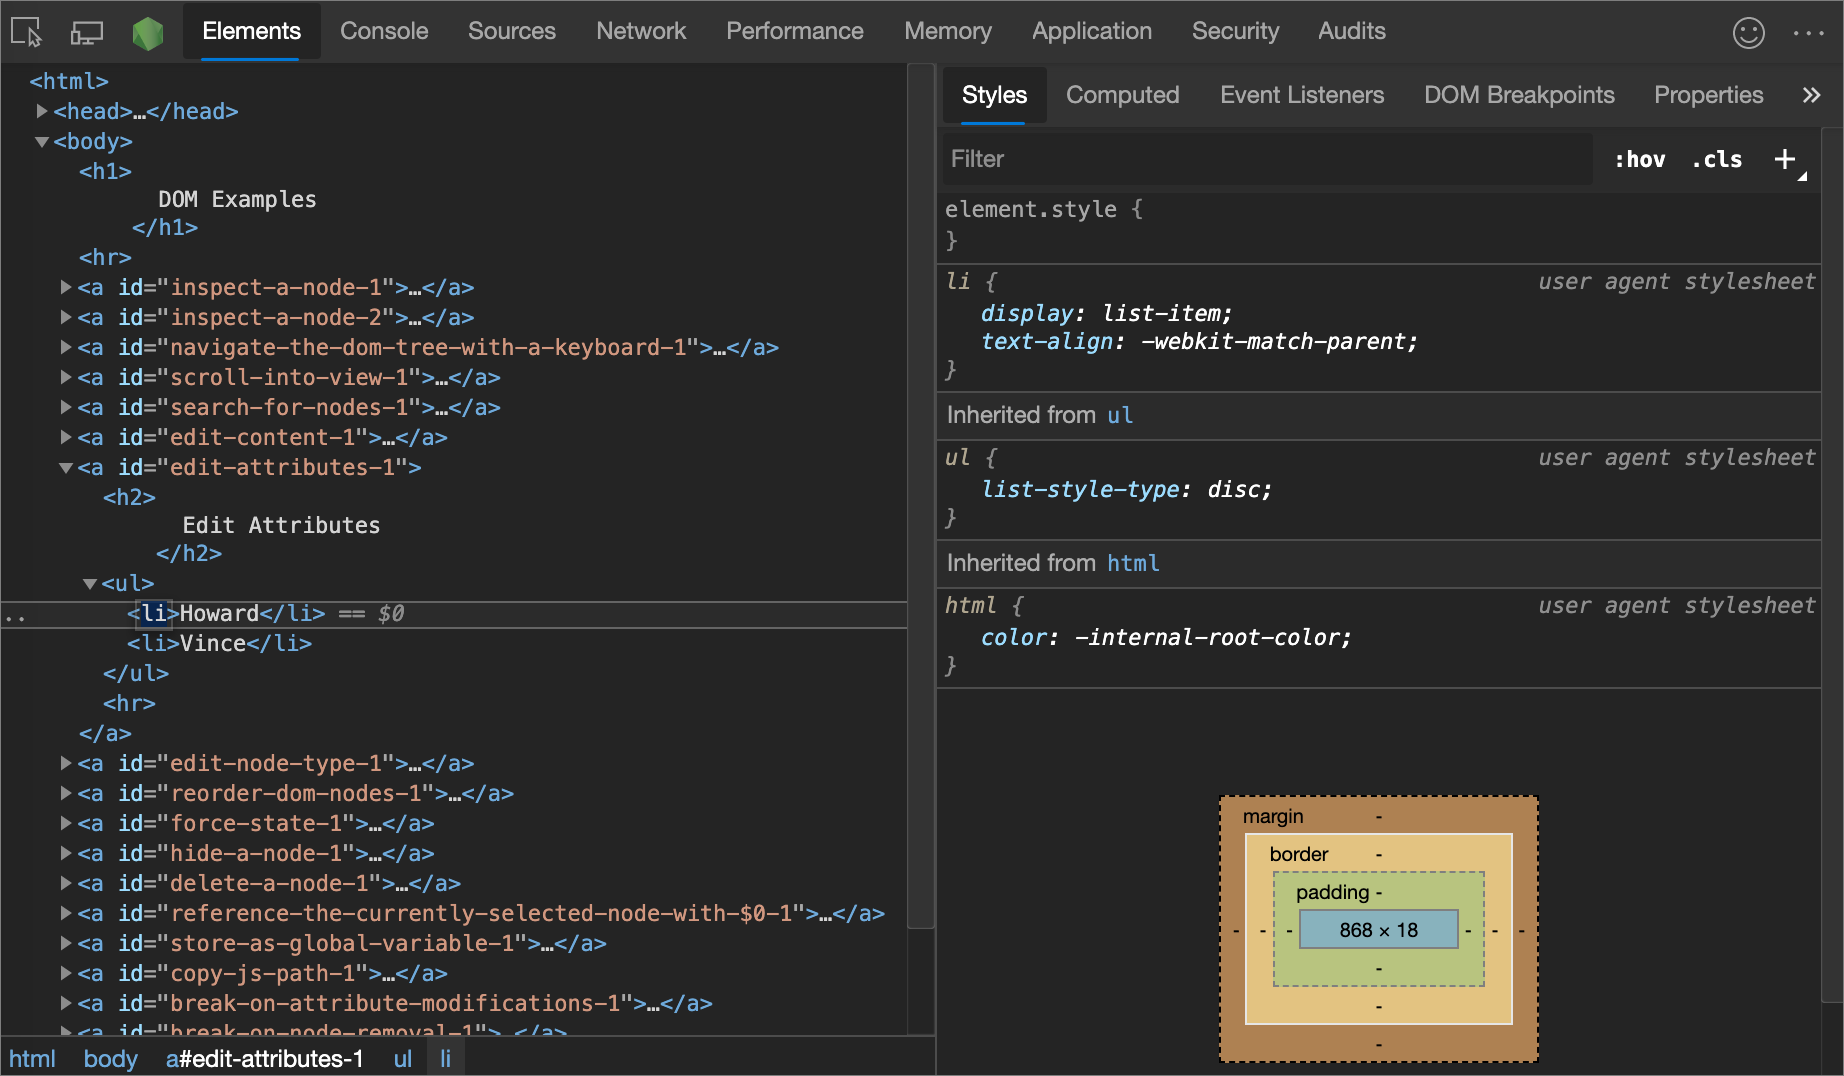 Elements Console Sources Network Performance Memory Application Security Audits
<html>
<head>…</head>
<body>
<h1>
DOM Examples
</h1>
<hr>
<a id="inspect-a-node-1">…</a>
<a id="inspect-a-node-2">…</a>
<a id="navigate-the-dom-tree-with-a-keyboard-1">…</a>
<a id="scroll-into-view-1">…</a>
<a id="search-for-nodes-1">…</a>
<a id="edit-content-1">…</a>
<a id="edit-attributes-1">
<h2>
Edit Attributes
</h2>
<ul>
<li>Howard</li> == $0
<li>Vince</li>
</ul>
<hr>
</a>
<a id="edit-node-type-1">…</a>
<a id="reorder-dom-nodes-1">…</a>
<a id="force-state-1">…</a>
<a id="hide-a-node-1">…</a>
<a id="delete-a-node-1">…</a>
<a id="reference-the-currently-selected-node-with-$0-1">…</a>
<a id="store-as-global-variable-1">…</a>
<a id="copy-js-path-1">…</a>
<a id="break-on-attribute-modifications-1">…</a>
<a id="break-on-node-removal-1">…</a>
html body a#edit-attributes-1 ul li
Styles Computed Event Listeners DOM Breakpoints Properties »
Filter :hov .cls +
element.style {
}
li { user agent stylesheet
display: list-item;
text-align: -webkit-match-parent;
}
Inherited from ul
ul { user agent stylesheet
list-style-type: disc;
}
Inherited from html
html { user agent stylesheet
color: -internal-root-color;
}
margin -
border -
padding -
- - - 868 × 18 - - -
-
-
-